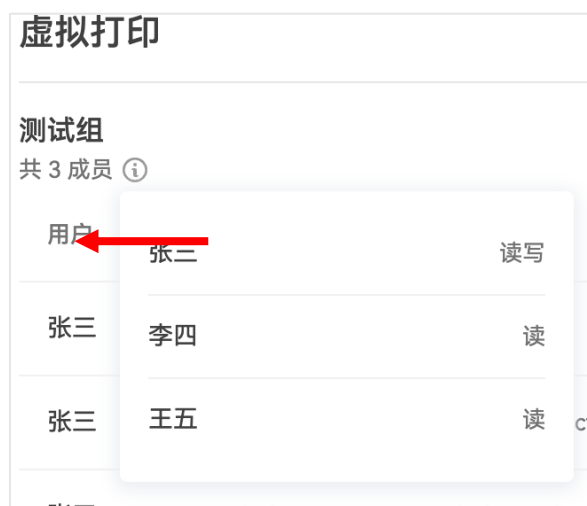 虚拟打印
测试组
共 3 成员
用户
张三 读写
张三
李四 读
张三
王五 读